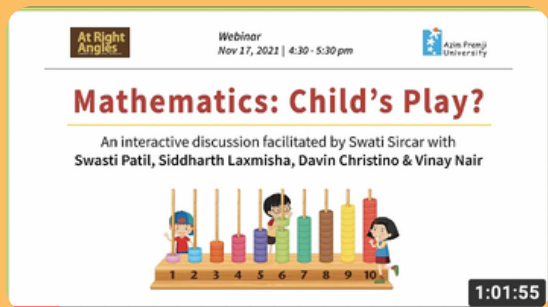 At Right
Angles
Webinar
Nov 17, 2021 | 4:30 - 5:30 pm
Azim Premji
University
Mathematics: Child's Play?
An interactive discussion facilitated by Swati Sircar with
Swasti Patil, Siddharth Laxmisha, Davin Christino & Vinay Nair
1 2 3 4 5 6 7 8 9 10
1:01:55